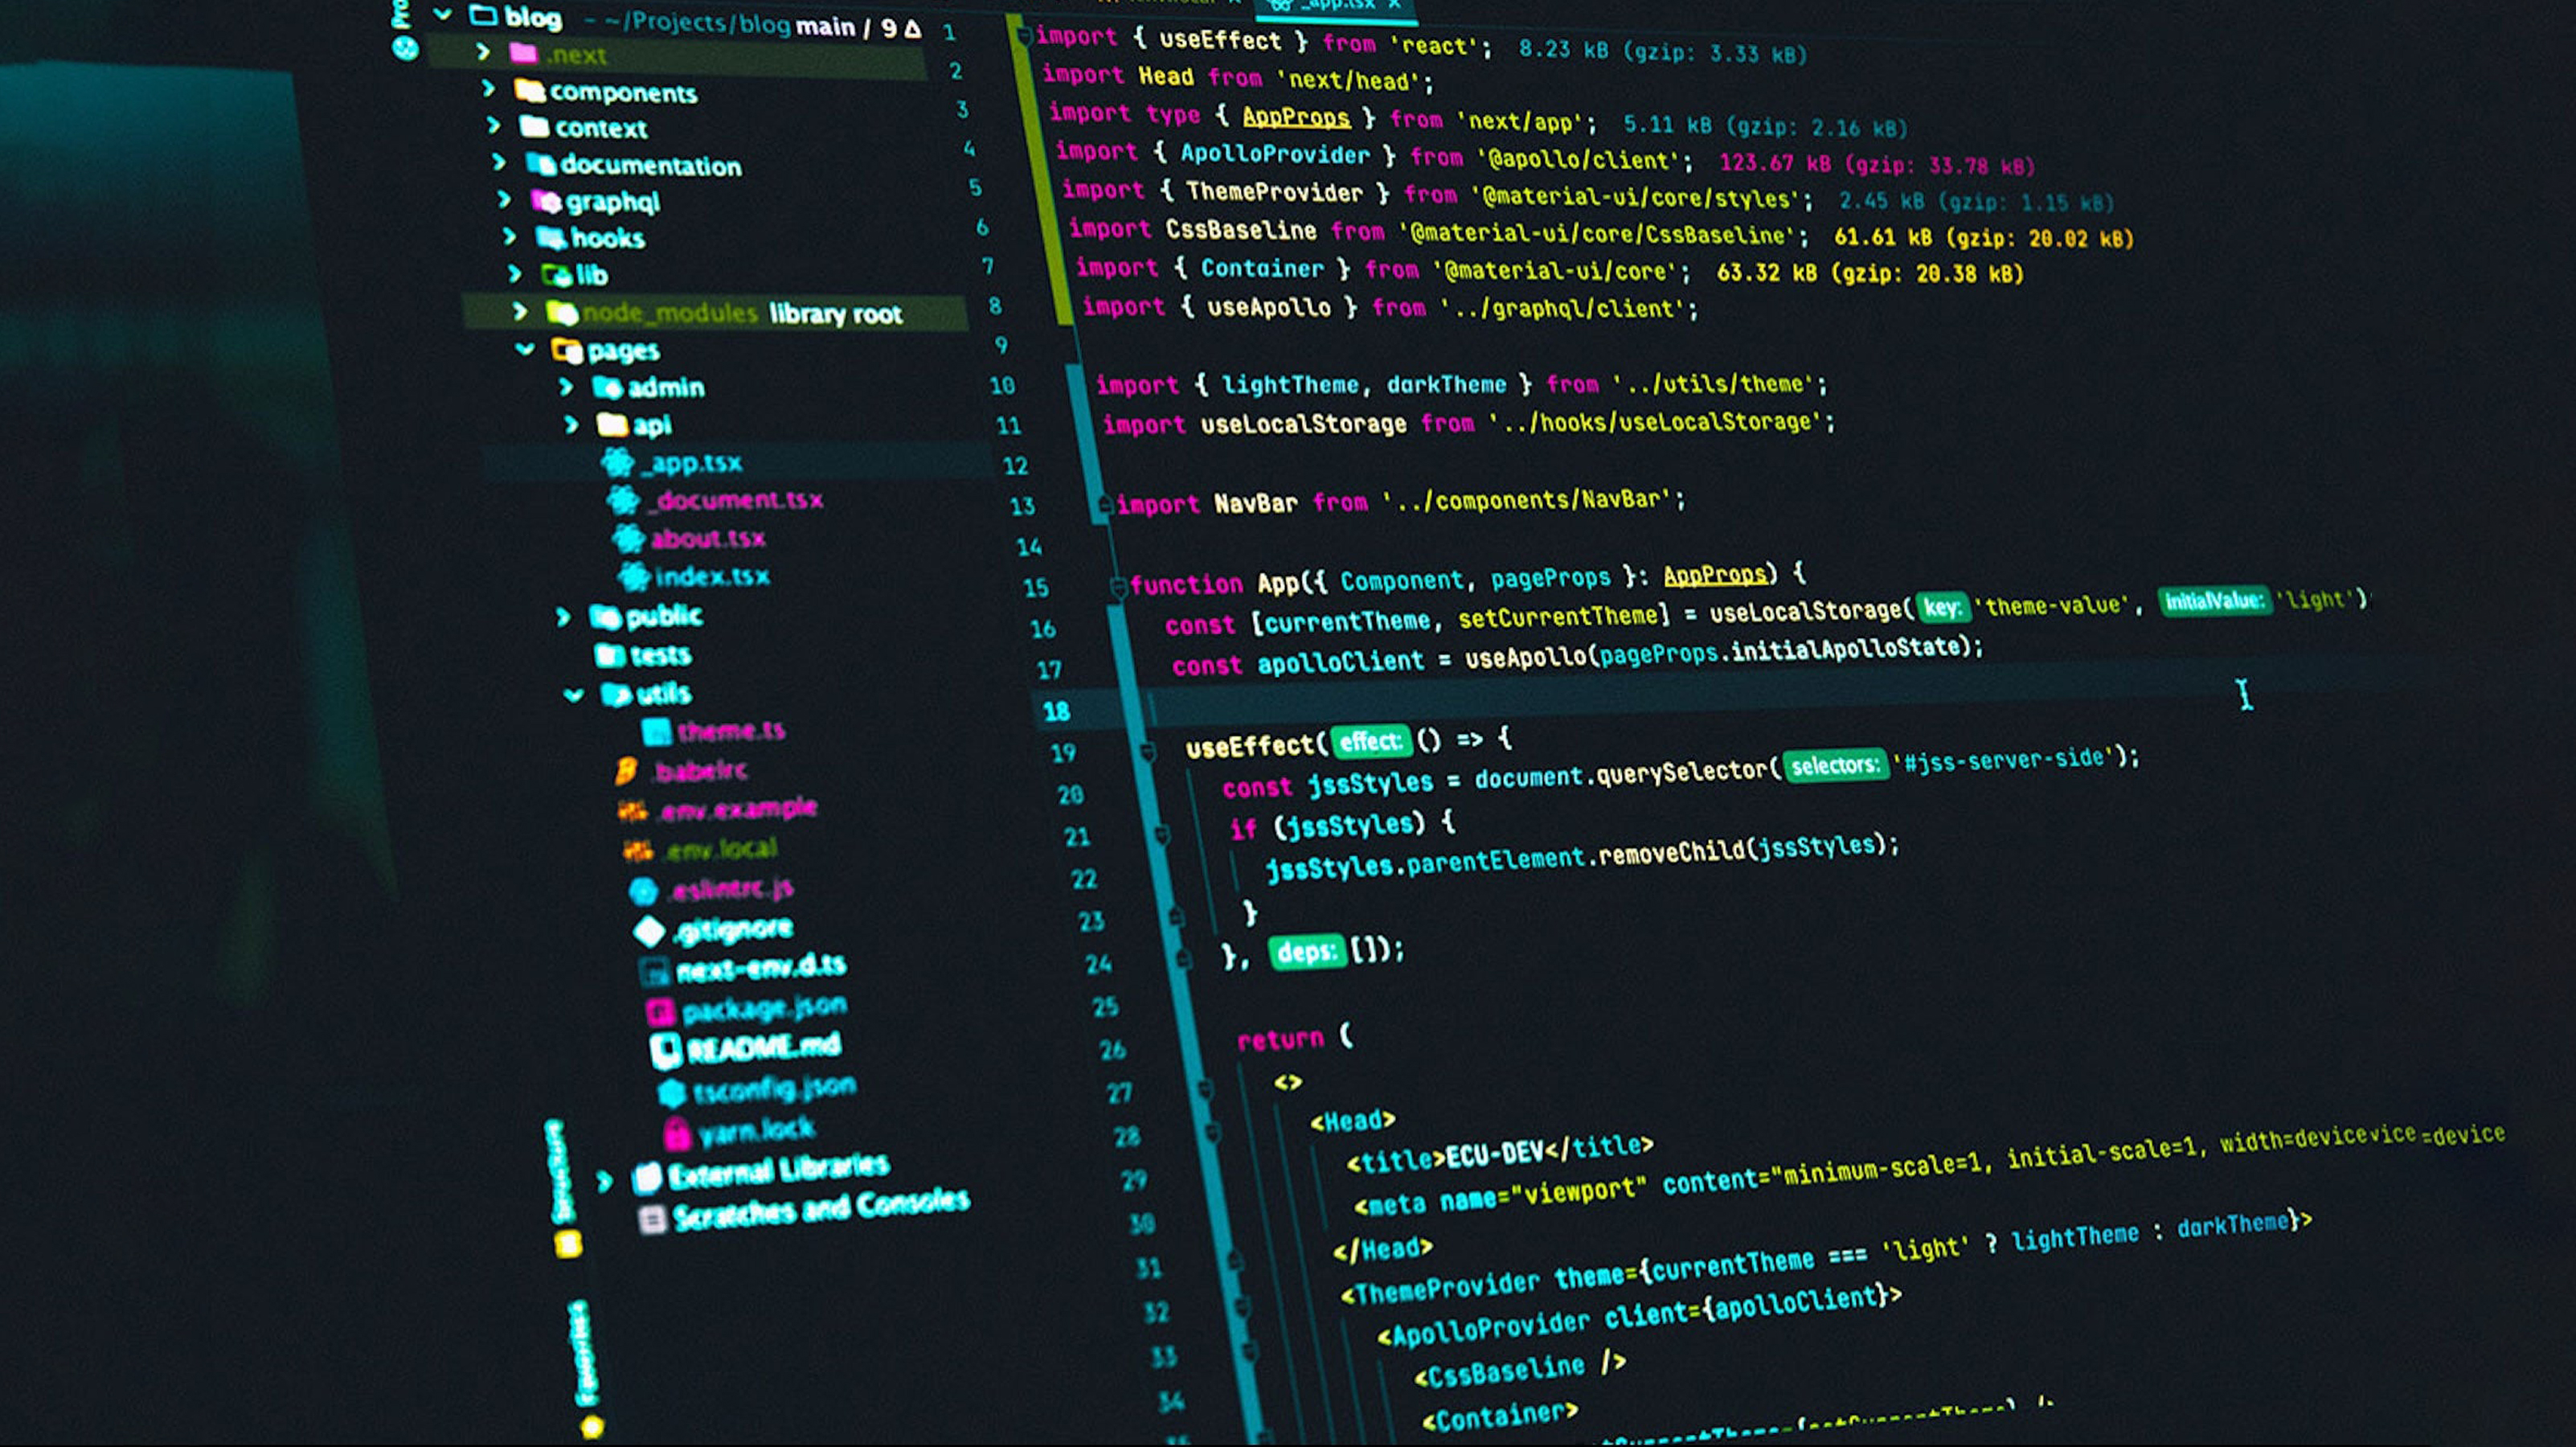 blog ~/Projects/blog main / 9 Δ
.next
components
context
documentation
graphql
hooks
lib
node_modules library root
pages
admin
api
_app.tsx
_document.tsx
about.tsx
index.tsx
public
tests
utils
theme.ts
.babelrc
.env.example
.env.local
.eslintrc.js
.gitignore
next-env.d.ts
package.json
README.md
tsconfig.json
yarn.lock
External Libraries
Scratches and Consoles
Structure
Favorites
_app.tsx
1 import { useEffect } from 'react'; 8.23 kB (gzip: 3.33 kB)
2 import Head from 'next/head';
3 import type { AppProps } from 'next/app'; 5.11 kB (gzip: 2.16 kB)
4 import { ApolloProvider } from '@apollo/client'; 123.67 kB (gzip: 33.78 kB)
5 import { ThemeProvider } from '@material-ui/core/styles'; 2.45 kB (gzip: 1.15 kB)
6 import CssBaseline from '@material-ui/core/CssBaseline'; 61.61 kB (gzip: 20.02 kB)
7 import { Container } from '@material-ui/core'; 63.32 kB (gzip: 20.38 kB)
8 import { useApollo } from '../graphql/client';
9
10 import { lightTheme, darkTheme } from '../utils/theme';
11 import useLocalStorage from '../hooks/useLocalStorage';
12
13 import NavBar from '../components/NavBar';
14
15 function App({ Component, pageProps }: AppProps) {
16 const [currentTheme, setCurrentTheme] = useLocalStorage( key: 'theme-value', initialValue: 'light')
17 const apolloClient = useApollo(pageProps.initialApolloState);
18
19 useEffect( effect: () => {
20 const jssStyles = document.querySelector( selectors: '#jss-server-side');
21 if (jssStyles) {
22 jssStyles.parentElement.removeChild(jssStyles);
23 }
24 }, deps: []);
25
26 return (
27 <>
28 <Head>
29 <title>ECU-DEV</title>
30 <meta name="viewport" content="minimum-scale=1, initial-scale=1, width=devicevice=device
31 </Head>
32 <ThemeProvider theme={currentTheme === 'light' ? lightTheme : darkTheme}>
33 <ApolloProvider client={apolloClient}>
34 <CssBaseline />
<Container>